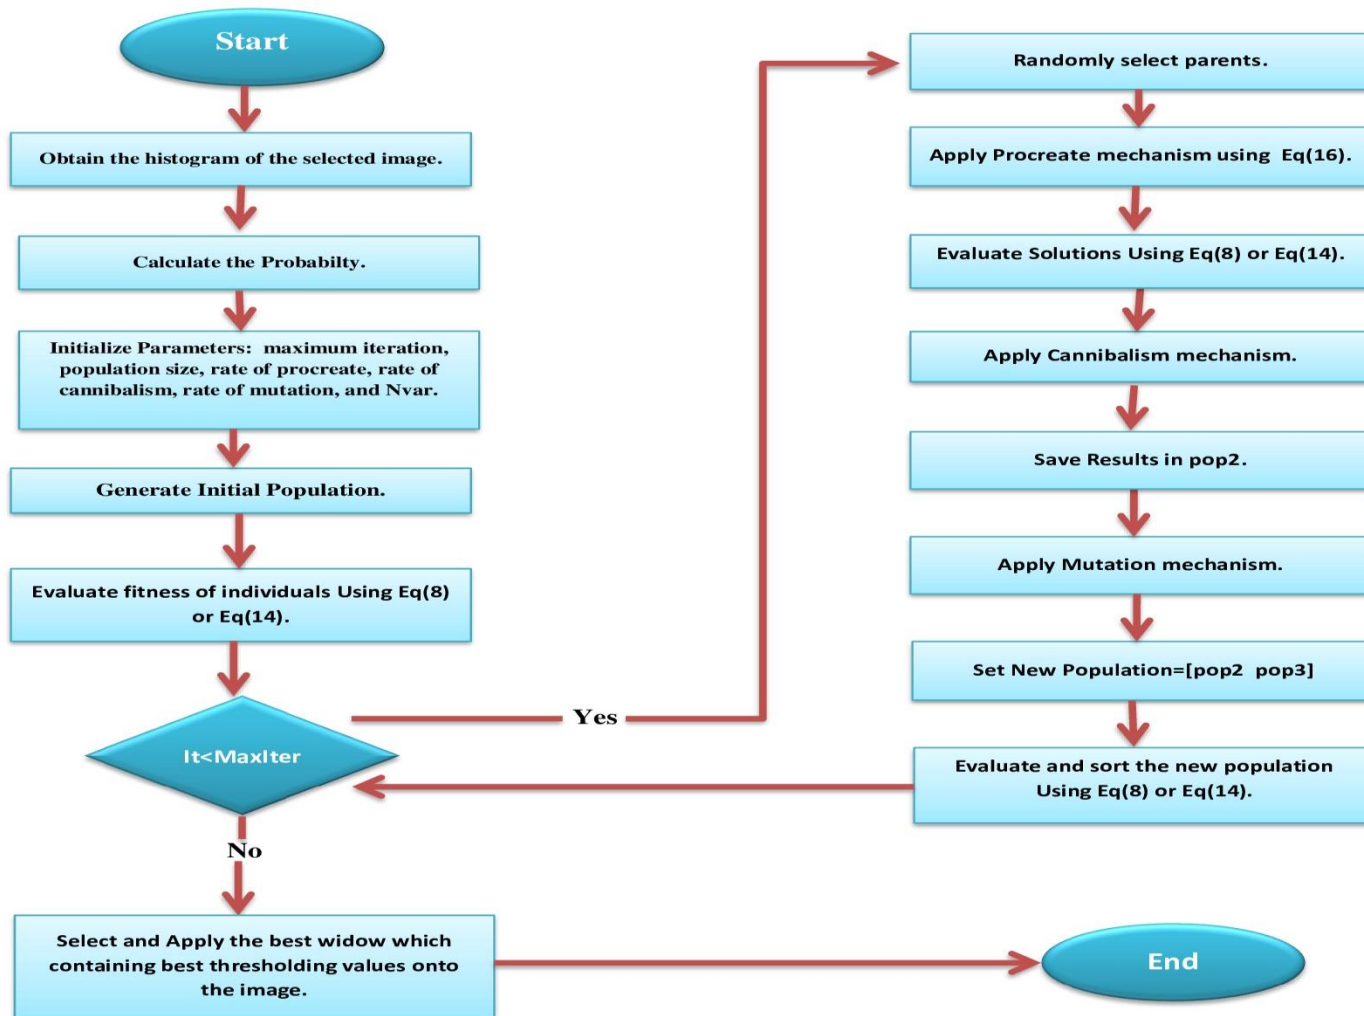 Start
Obtain the histogram of the selected image.
Calculate the Probabilty.
Initialize Parameters:  maximum iteration,
population size, rate of procreate, rate of
cannibalism, rate of mutation, and Nvar.
Generate Initial Population.
Evaluate fitness of individuals Using Eq(8)
or Eq(14).
It<MaxIter
Yes
No
Select and Apply the best widow which
containing best thresholding values onto
the image.
Randomly select parents.
Apply Procreate mechanism using  Eq(16).
Evaluate Solutions Using Eq(8) or Eq(14).
Apply Cannibalism mechanism.
Save Results in pop2.
Apply Mutation mechanism.
Set New Population=[pop2  pop3]
Evaluate and sort the new population
Using Eq(8) or Eq(14).
End